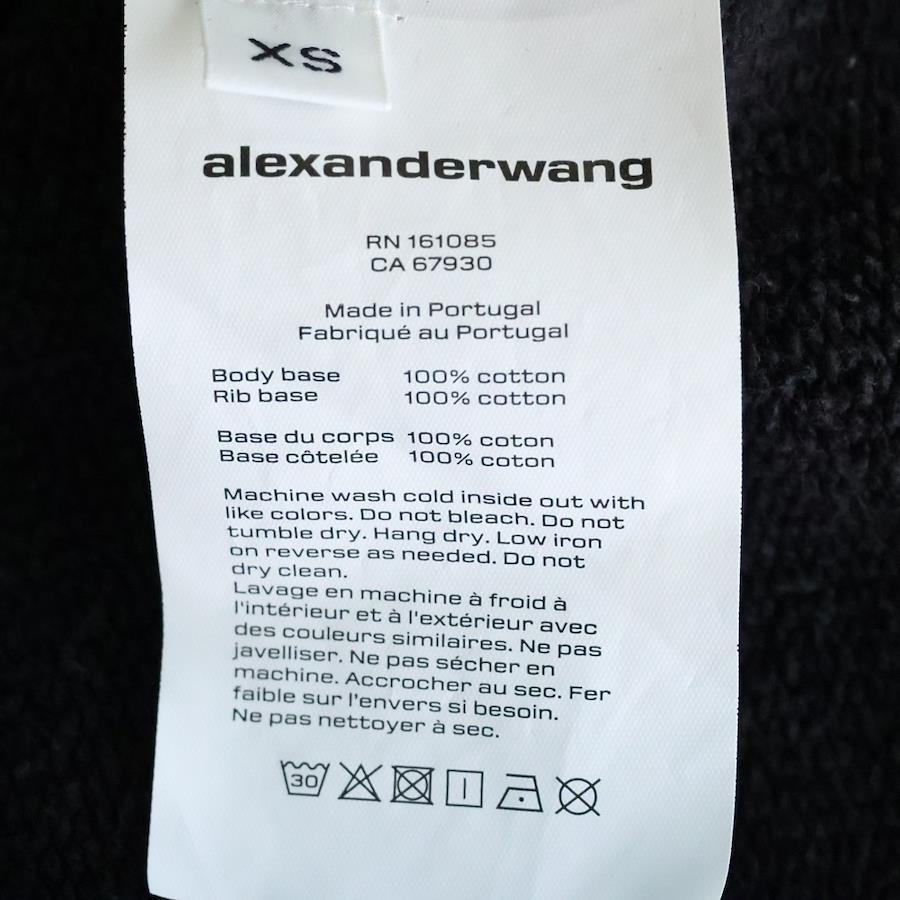 XS
alexanderwang
RN 161085
CA 67930
Made in Portugal
Fabriqué au Portugal
Body base 100% cotton
Rib base 100% cotton
Base du corps 100% coton
Base côtelée 100% coton
Machine wash cold inside out with
like colors. Do not bleach. Do not
tumble dry. Hang dry. Low iron
on reverse as needed. Do not
dry clean.
Lavage en machine à froid à
l'intérieur et à l'extérieur avec
des couleurs similaires. Ne pas
javelliser. Ne pas sécher en
machine. Accrocher au sec. Fer
faible sur l'envers si besoin.
Ne pas nettoyer à sec.
30